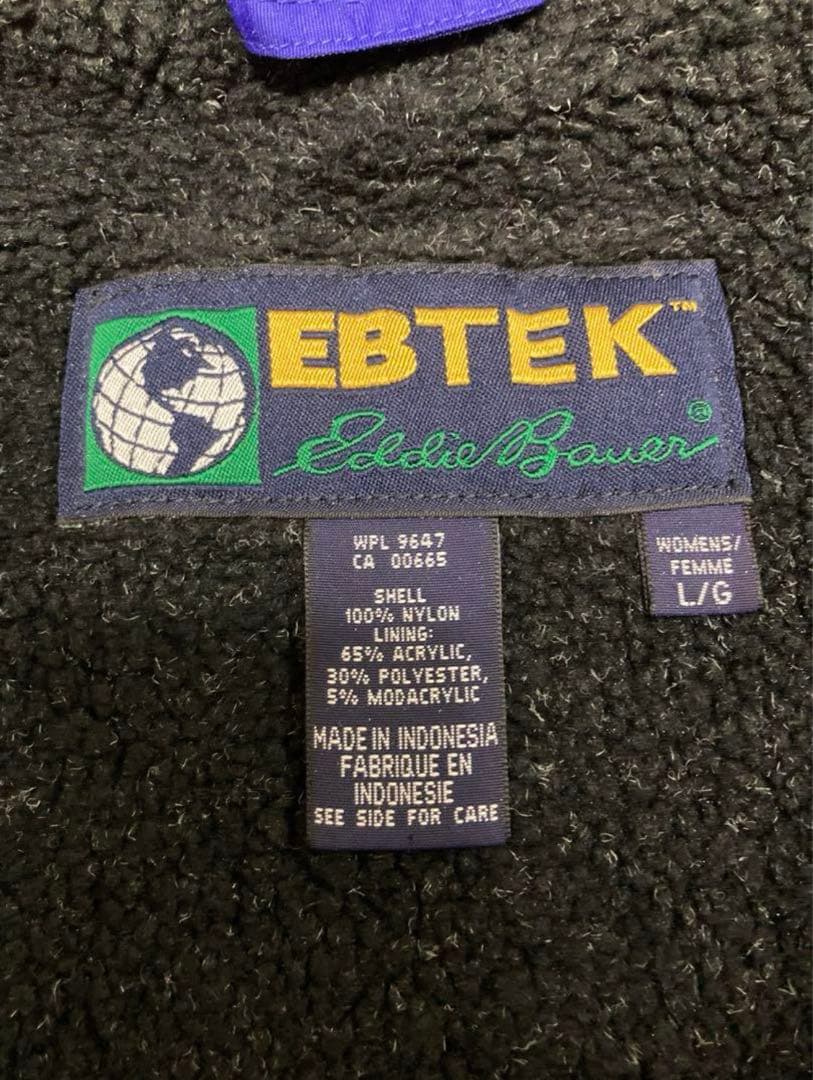 EBTEK™
Eddie Bauer®
WPL 9647
CA 00665
SHELL
100% NYLON
LINING:
65% ACRYLIC,
30% POLYESTER,
5% MODACRYLIC
MADE IN INDONESIA
FABRIQUE EN
INDONESIE
SEE SIDE FOR CARE
WOMENS/
FEMME
L/G